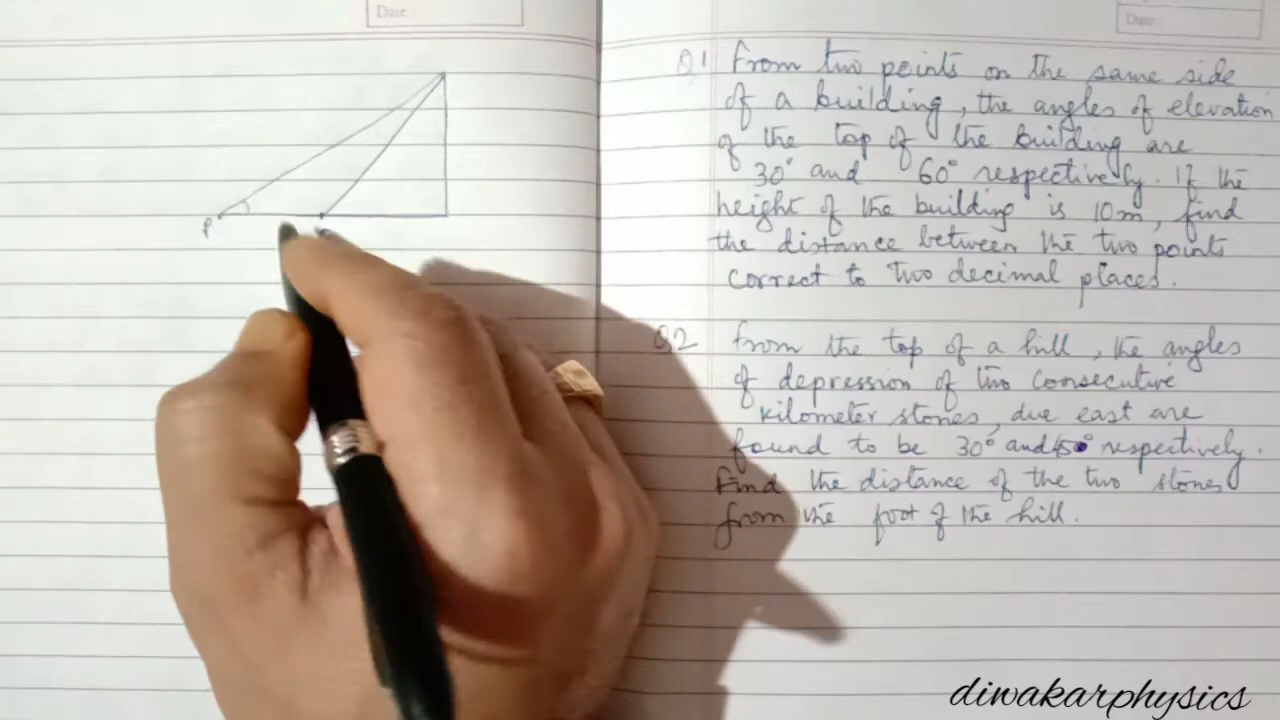 Date
Date
P
Q1 From two points on the same side
of a building, the angles of elevation
of the top of the building are
30° and 60° respectively. If the
height of the building is 10m, find
the distance between the two points
correct to two decimal places.
Q2 From the top of a hill, the angles
of depression of two consecutive
kilometer stones, due east are
found to be 30° and 45° respectively.
Find the distance of the two stones
from the foot of the hill.
diwakarphysics